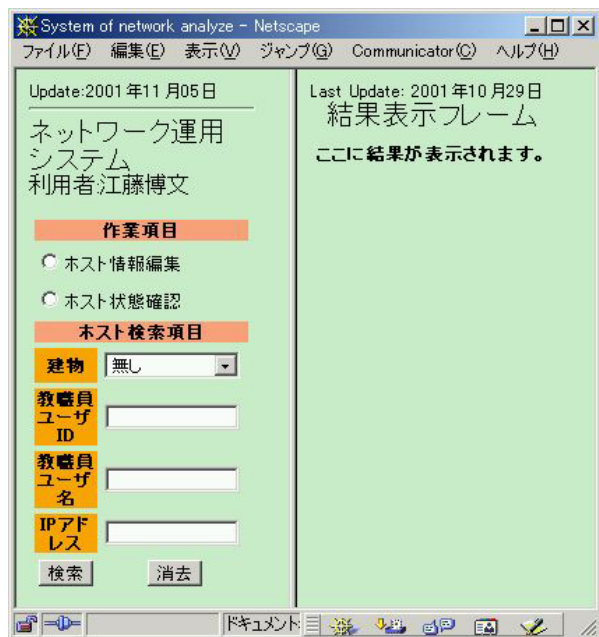 System of network analyze - Netscape
ファイル(F) 編集(E) 表示(V) ジャンプ(G) Communicator(C) ヘルプ(H)
Update:2001年11月05日
ネットワーク運用
システム
利用者:江藤博文
作業項目
ホスト情報編集
ホスト状態確認
ホスト検索項目
建物 無し
教職員
ユーザ
ID
教職員
ユーザ
名
IPアド
レス
検索 消去
Last Update: 2001年10月29日
結果表示フレーム
ここに結果が表示されます。
ドキュメント